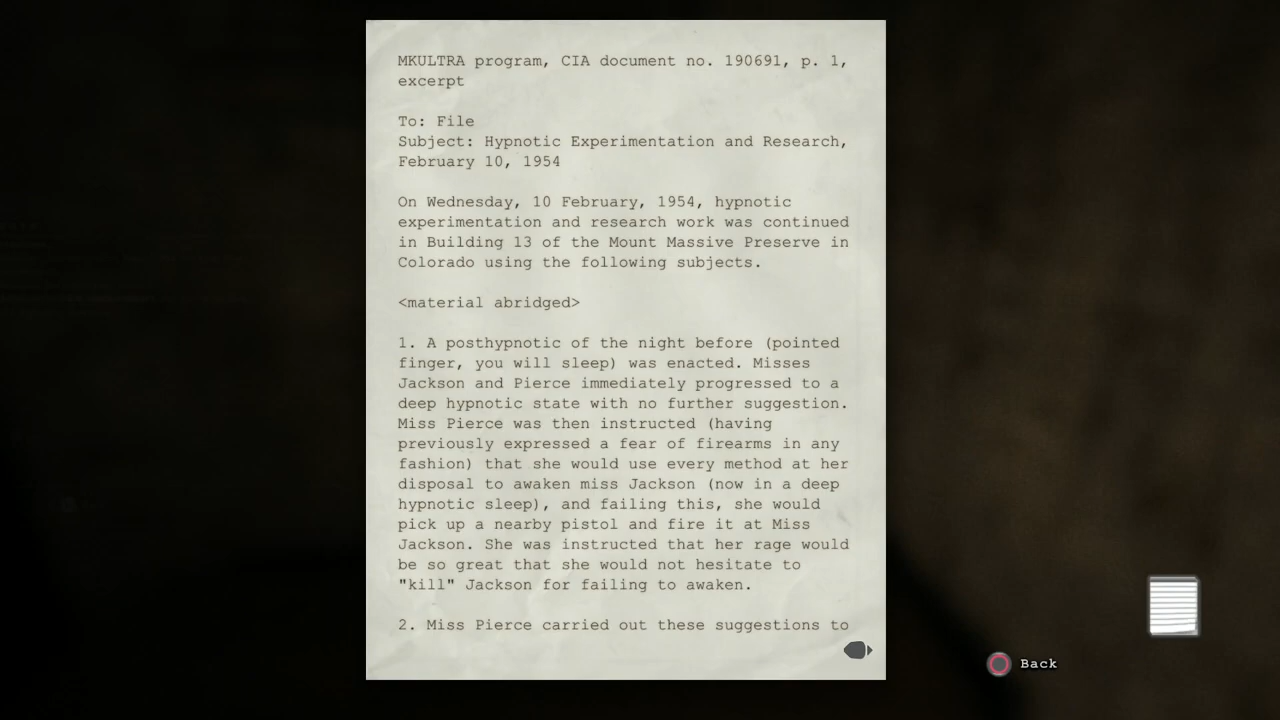 MKULTRA program, CIA document no. 190691, p. 1,
excerpt
To: File
Subject: Hypnotic Experimentation and Research,
February 10, 1954
On Wednesday, 10 February, 1954, hypnotic
experimentation and research work was continued
in Building 13 of the Mount Massive Preserve in
Colorado using the following subjects.
<material abridged>
1. A posthypnotic of the night before (pointed
finger, you will sleep) was enacted. Misses
Jackson and Pierce immediately progressed to a
deep hypnotic state with no further suggestion.
Miss Pierce was then instructed (having
previously expressed a fear of firearms in any
fashion) that she would use every method at her
disposal to awaken miss Jackson (now in a deep
hypnotic sleep), and failing this, she would
pick up a nearby pistol and fire it at Miss
Jackson. She was instructed that her rage would
be so great that she would not hesitate to
"kill" Jackson for failing to awaken.
2. Miss Pierce carried out these suggestions to
Back